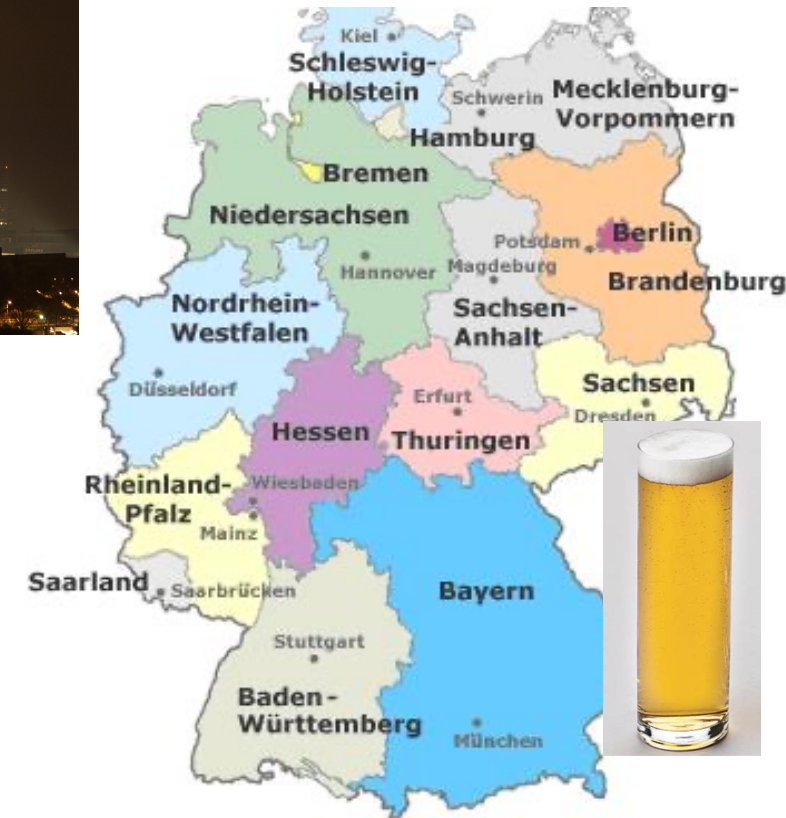 Kiel
Schleswig-
Holstein
Schwerin
Mecklenburg-
Vorpommern
Hamburg
Bremen
Niedersachsen
Hannover
Potsdam
Berlin
Magdeburg
Brandenburg
Nordrhein-
Westfalen
Sachsen-
Anhalt
Düsseldorf
Sachsen
Erfurt
Dresden
Hessen
Thuringen
Rheinland-
Pfalz
Wiesbaden
Mainz
Saarland
Saarbrücken
Bayern
Stuttgart
Baden-
Württemberg
München